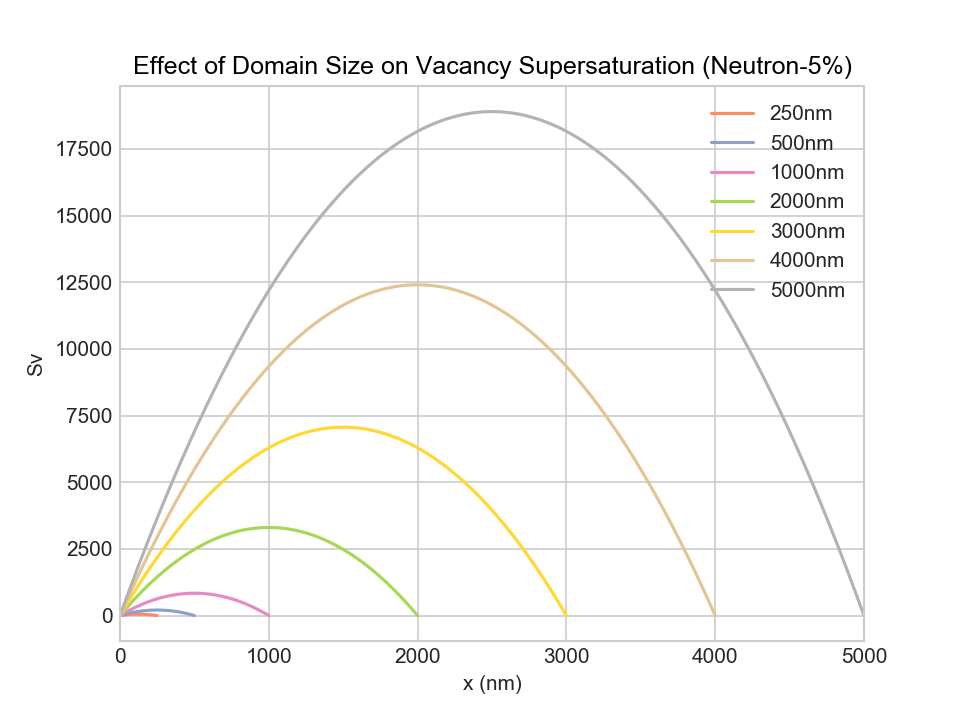 Effect of Domain Size on Vacancy Supersaturation (Neutron-5%)
250nm
500nm
1000nm
2000nm
3000nm
4000nm
5000nm
17500
15000
12500
10000
7500
5000
2500
0
Sv
0 1000 2000 3000 4000 5000
x (nm)